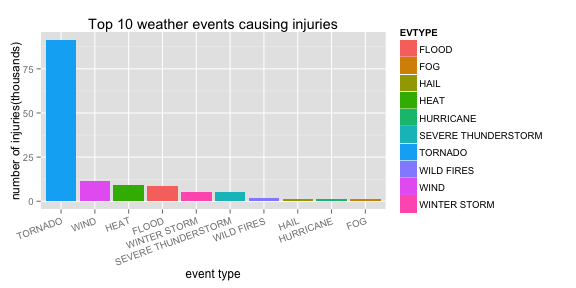 Top 10 weather events causing injuries
number of injuries(thousands)
75
50
25
0
TORNADO
WIND
HEAT
FLOOD
WINTER STORM
SEVERE THUNDERSTORM
WILD FIRES
HAIL
HURRICANE
FOG
event type
EVTYPE
FLOOD
FOG
HAIL
HEAT
HURRICANE
SEVERE THUNDERSTORM
TORNADO
WILD FIRES
WIND
WINTER STORM